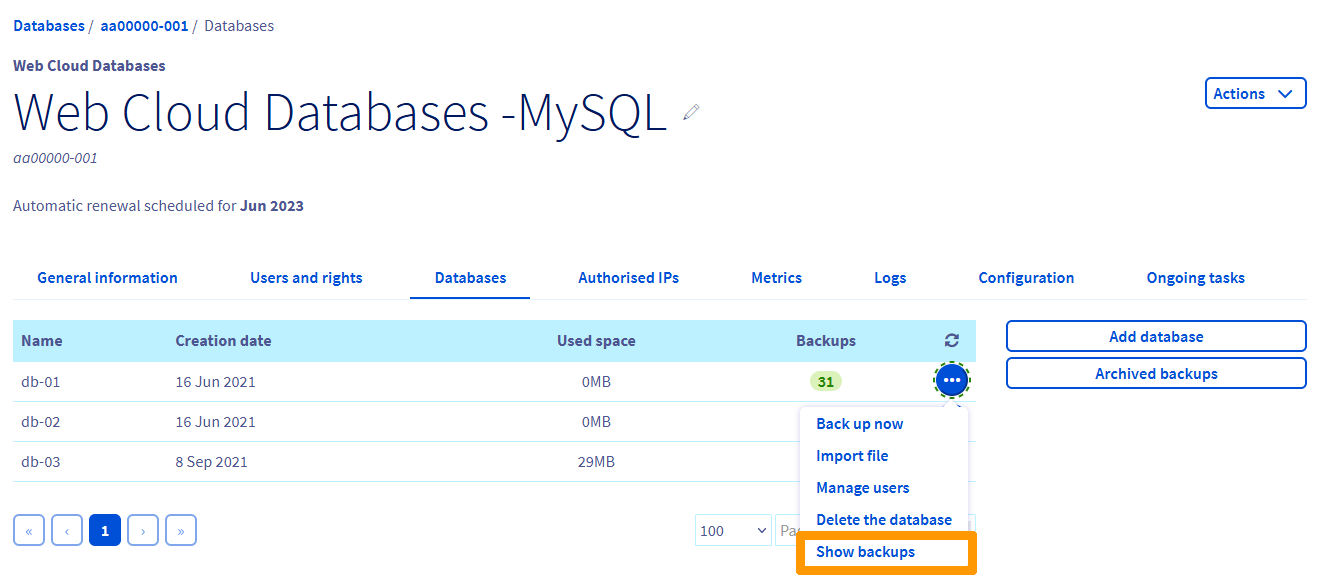 Databases / aa00000-001 / Databases
Web Cloud Databases
Web Cloud Databases -MySQL
aa00000-001
Actions
Automatic renewal scheduled for Jun 2023
General information Users and rights Databases Authorised IPs Metrics Logs Configuration Ongoing tasks
Name Creation date Used space Backups
Add database
Archived backups
db-01 16 Jun 2021 0MB 31
db-02 16 Jun 2021 0MB
db-03 8 Sep 2021 29MB
Back up now
Import file
Manage users
Delete the database
Show backups
« ‹ 1 › »
100